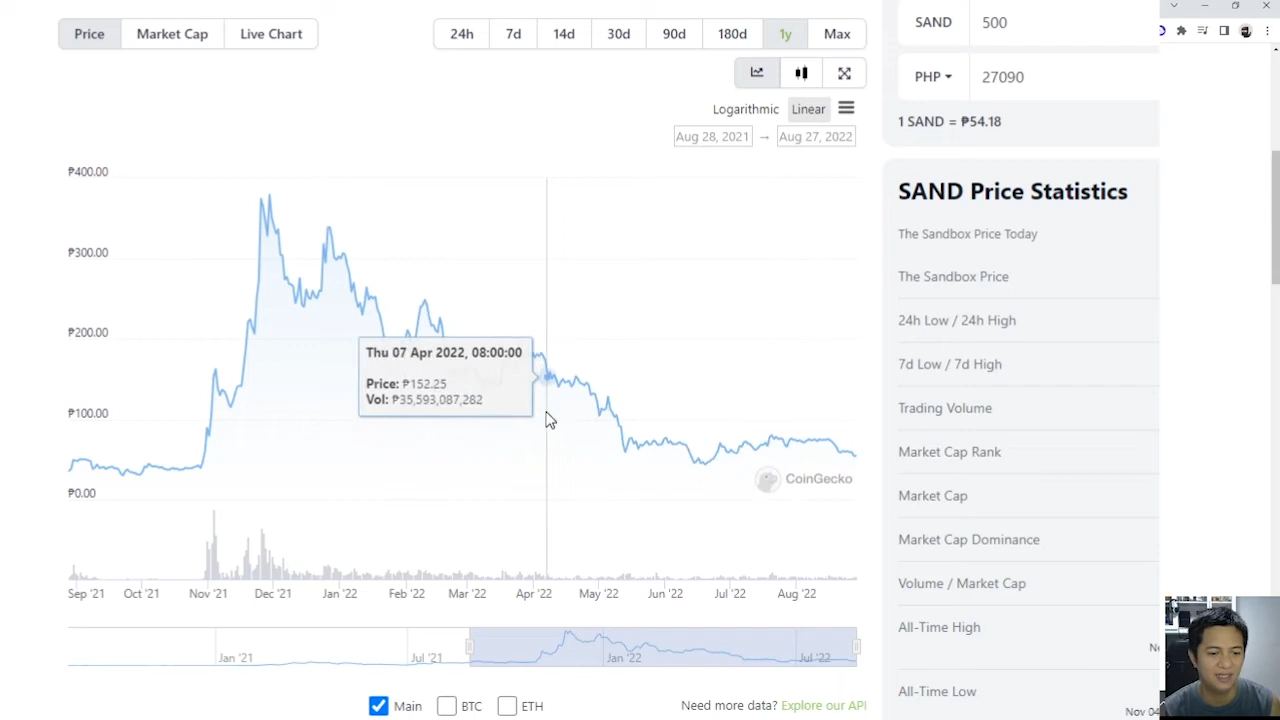 Price
Market Cap
Live Chart
24h
7d
14d
30d
90d
180d
1y
Max
SAND
500
PHP
27090
1 SAND = ₱54.18
Logarithmic
Linear
Aug 28, 2021 → Aug 27, 2022
₱400.00
₱300.00
₱200.00
₱100.00
₱0.00
Thu 07 Apr 2022, 08:00:00
Price: ₱152.25
Vol: ₱35,593,087,282
CoinGecko
Sep '21
Oct '21
Nov '21
Dec '21
Jan '22
Feb '22
Mar '22
Apr '22
May '22
Jun '22
Jul '22
Aug '22
Jan '21
Jul '21
Jan '22
Jul '22
Main
BTC
ETH
Need more data? Explore our API
SAND Price Statistics
The Sandbox Price Today
The Sandbox Price
24h Low / 24h High
7d Low / 7d High
Trading Volume
Market Cap Rank
Market Cap
Market Cap Dominance
Volume / Market Cap
All-Time High
All-Time Low
Nov 04